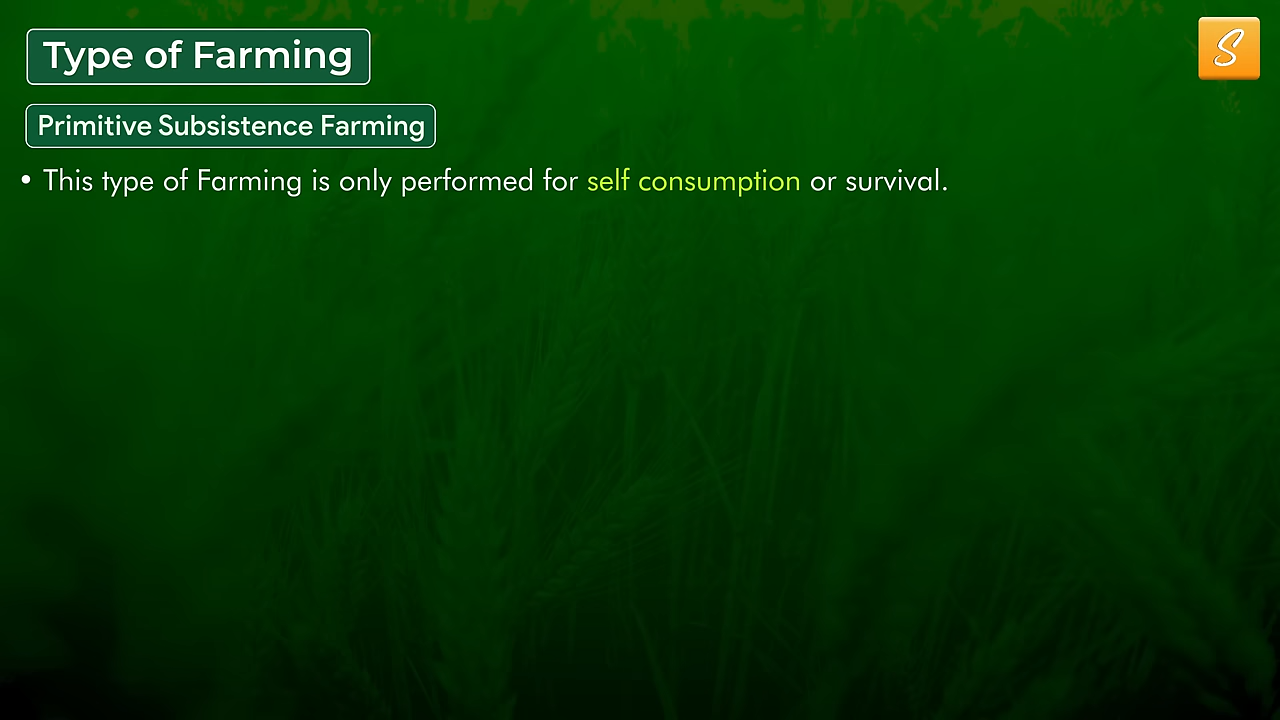 Type of Farming
S
Primitive Subsistence Farming
• This type of Farming is only performed for self consumption or survival.